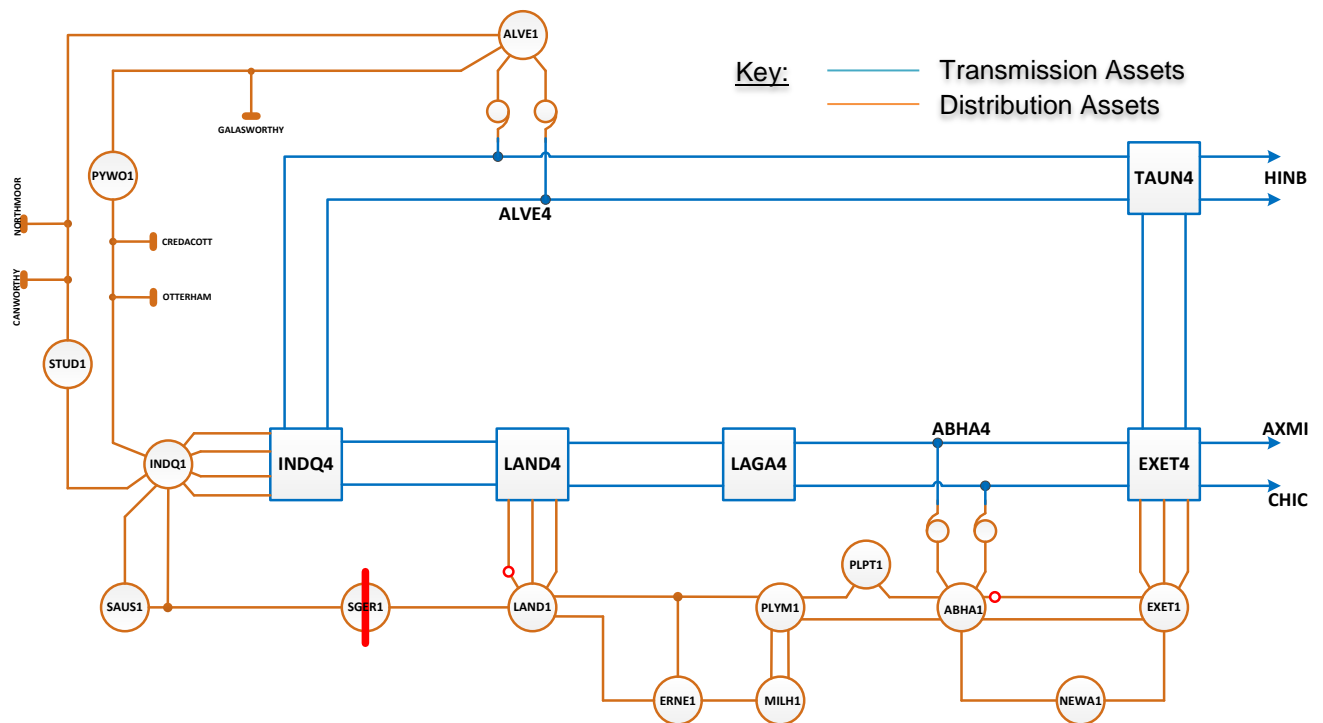 ALVE1
Key:
Transmission Assets
Distribution Assets
GALASWORTHY
PYWO1
TAUN4
HINB
NORTHMOOR
ALVE4
CREDACOTT
CANWORTHY
OTTERHAM
STUD1
ABHA4
AXMI
INDQ1
INDQ4
LAND4
LAGA4
EXET4
CHIC
PLPT1
SAUS1
SGER1
LAND1
PLYM1
ABHA1
EXET1
ERNE1
MILH1
NEWA1